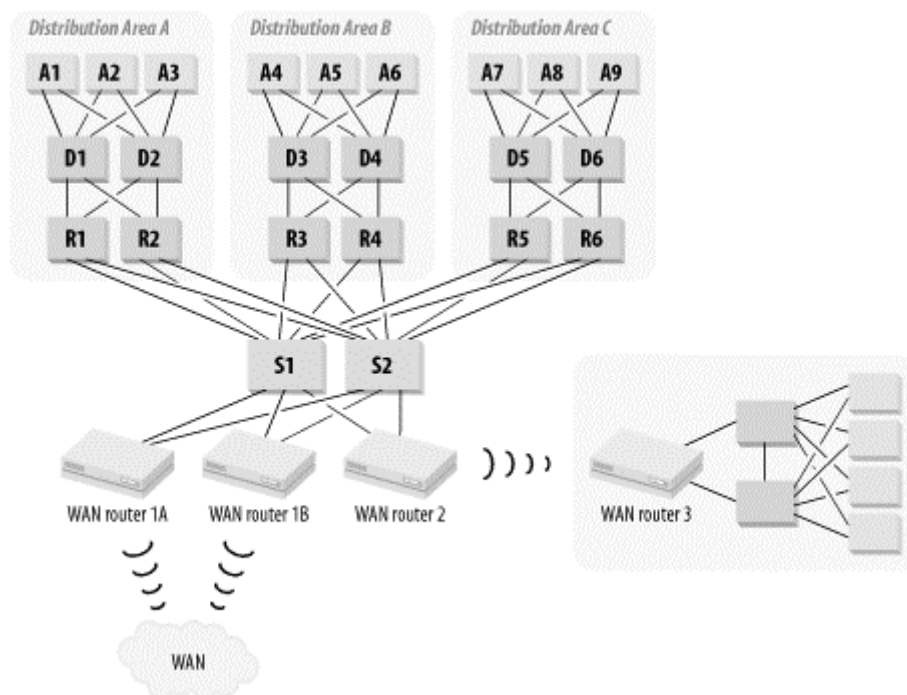 Distribution Area A Distribution Area B Distribution Area C
A1 A2 A3 A4 A5 A6 A7 A8 A9
D1 D2 D3 D4 D5 D6
R1 R2 R3 R4 R5 R6
S1 S2
WAN router 1A WAN router 1B WAN router 2 WAN router 3
WAN